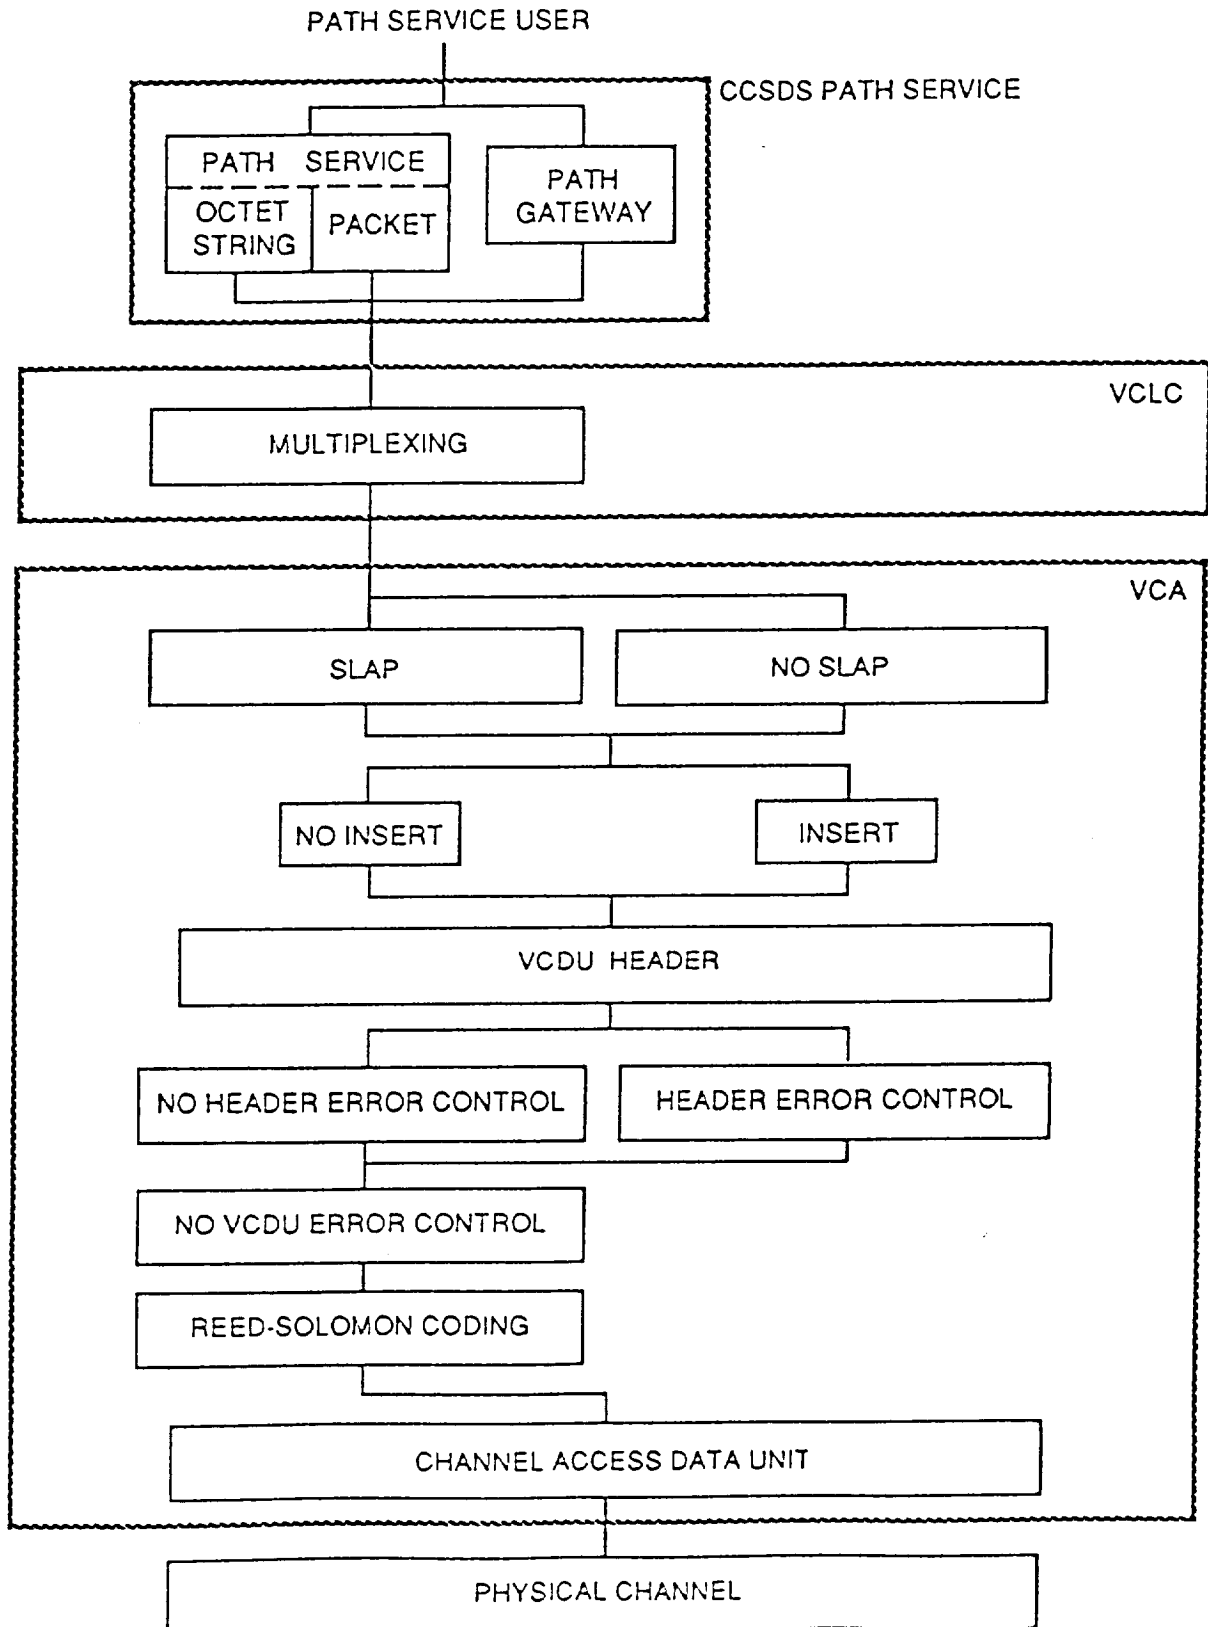 PATH SERVICE USER
CCSDS PATH SERVICE
PATH SERVICE
OCTET
STRING
PACKET
PATH
GATEWAY
VCLC
MULTIPLEXING
VCA
SLAP
NO SLAP
NO INSERT
INSERT
VCDU HEADER
NO HEADER ERROR CONTROL
HEADER ERROR CONTROL
NO VCDU ERROR CONTROL
REED-SOLOMON CODING
CHANNEL ACCESS DATA UNIT
PHYSICAL CHANNEL